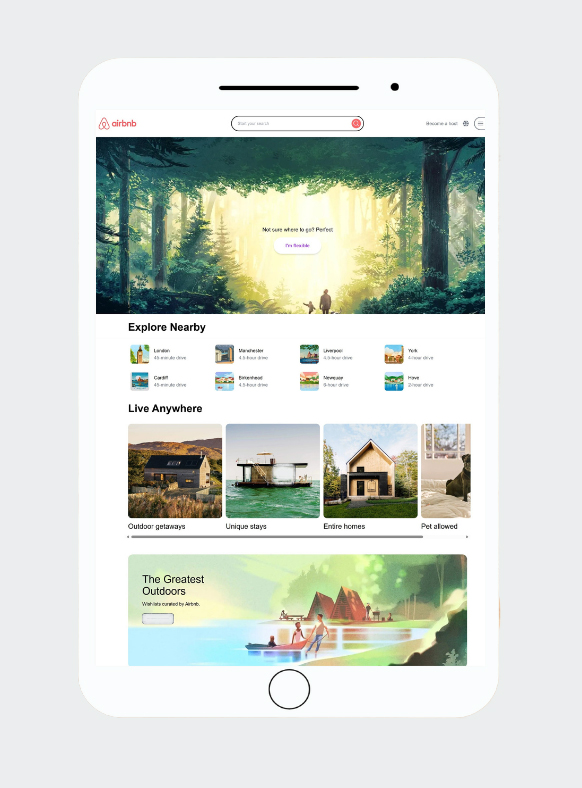 airbnb
Start your search
Become a host
Not sure where to go? Perfect
I'm flexible
Explore Nearby
London
45-minute drive
Manchester
4.5-hour drive
Liverpool
4.5-hour drive
York
4-hour drive
Cardiff
45-minute drive
Birkenhead
4.5-hour drive
Newquay
6-hour drive
Hove
2-hour drive
Live Anywhere
Outdoor getaways
Unique stays
Entire homes
Pet allowed
The Greatest
Outdoors
Wishlists curated by Airbnb.